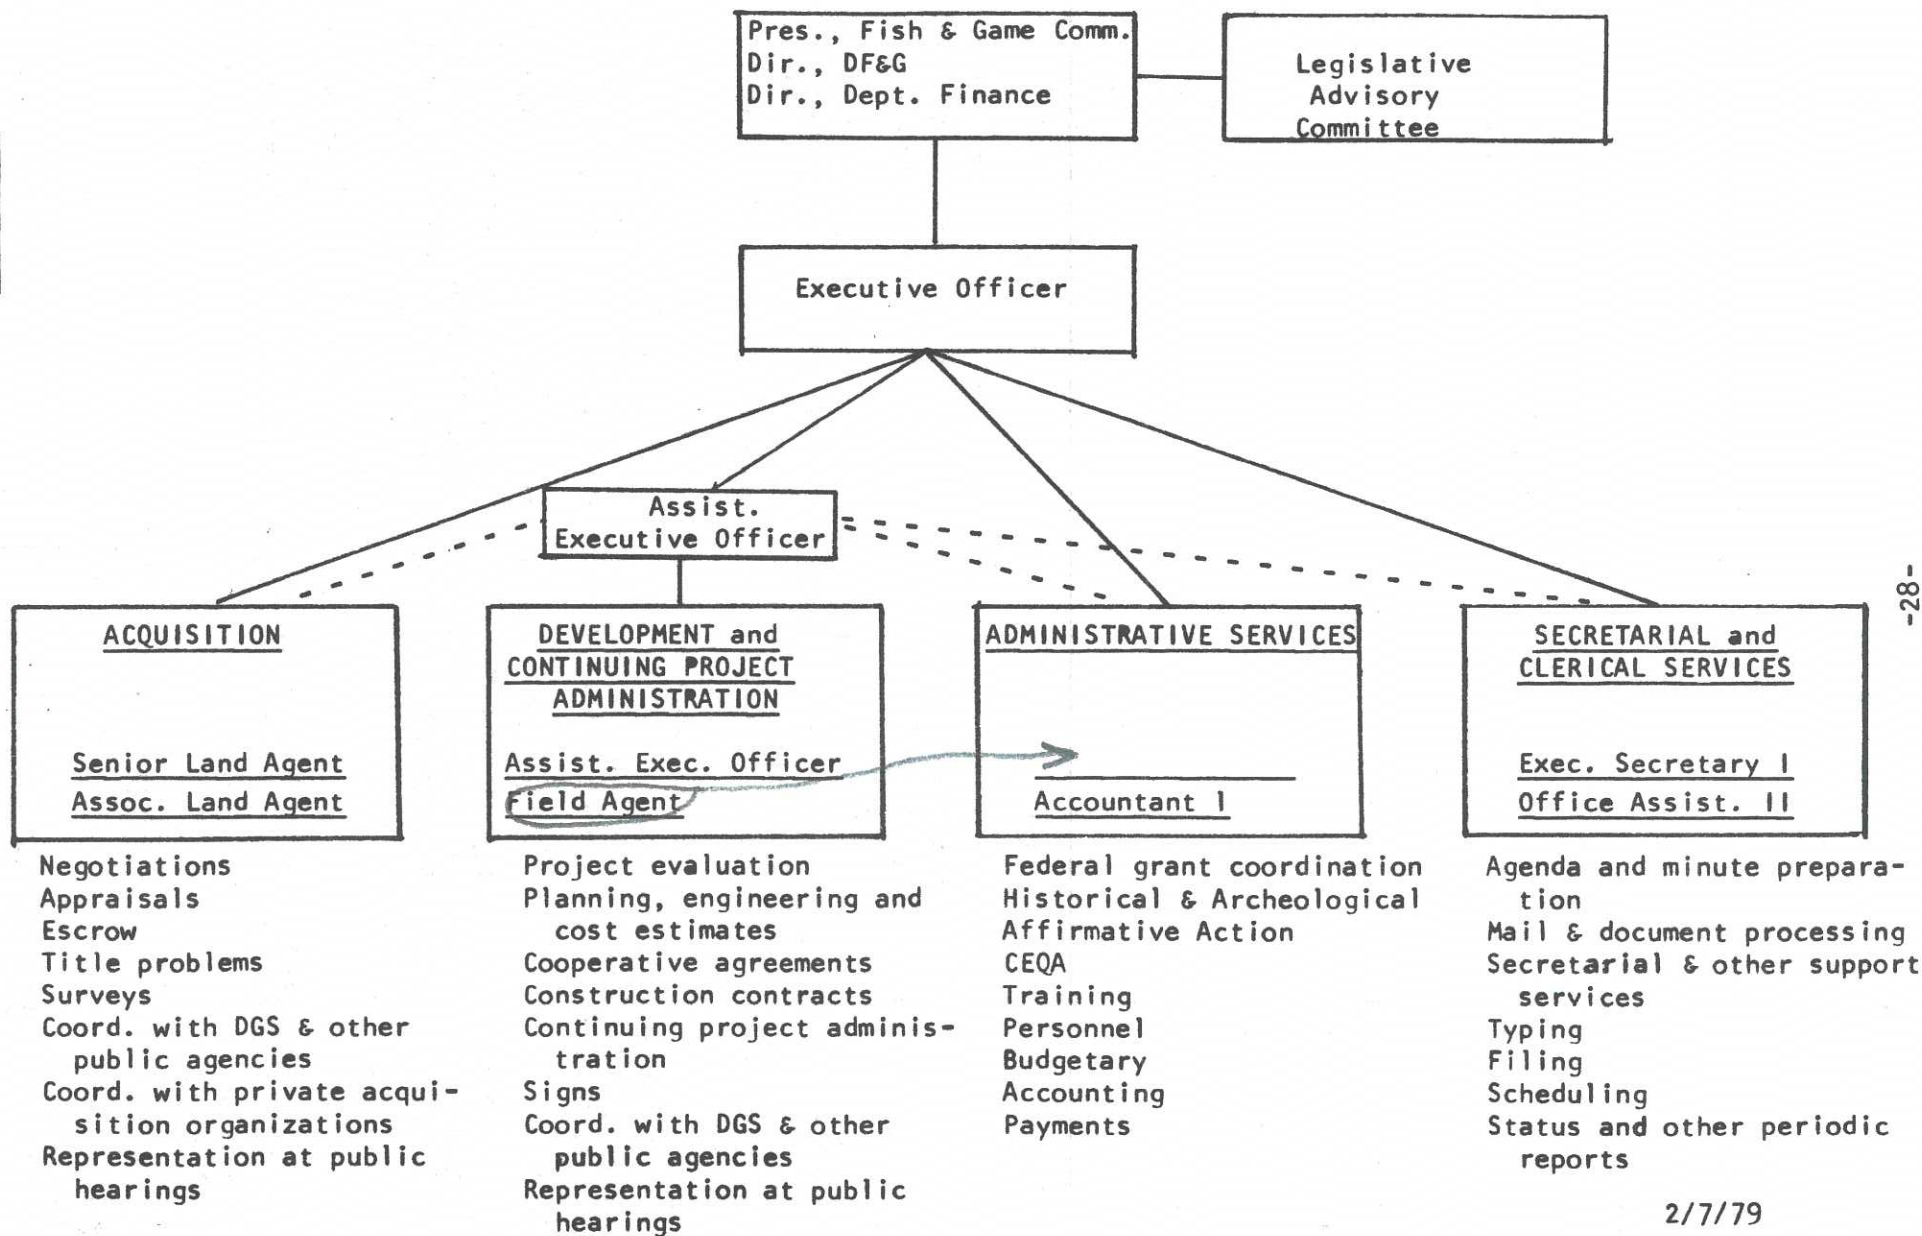 Pres., Fish & Game Comm.
Dir., DF&G
Dir., Dept. Finance
Legislative
Advisory
Committee
Executive Officer
Assist.
Executive Officer
ACQUISITION
Senior Land Agent
Assoc. Land Agent
DEVELOPMENT and
CONTINUING PROJECT
ADMINISTRATION
Assist. Exec. Officer
Field Agent
ADMINISTRATIVE SERVICES
Accountant I
SECRETARIAL and
CLERICAL SERVICES
Exec. Secretary I
Office Assist. II
Negotiations
Appraisals
Escrow
Title problems
Surveys
Coord. with DGS & other
public agencies
Coord. with private acqui-
sition organizations
Representation at public
hearings
Project evaluation
Planning, engineering and
cost estimates
Cooperative agreements
Construction contracts
Continuing project adminis-
tration
Signs
Coord. with DGS & other
public agencies
Representation at public
hearings
Federal grant coordination
Historical & Archeological
Affirmative Action
CEQA
Training
Personnel
Budgetary
Accounting
Payments
Agenda and minute prepara-
tion
Mail & document processing
Secretarial & other support
services
Typing
Filing
Scheduling
Status and other periodic
reports
-28-
2/7/79